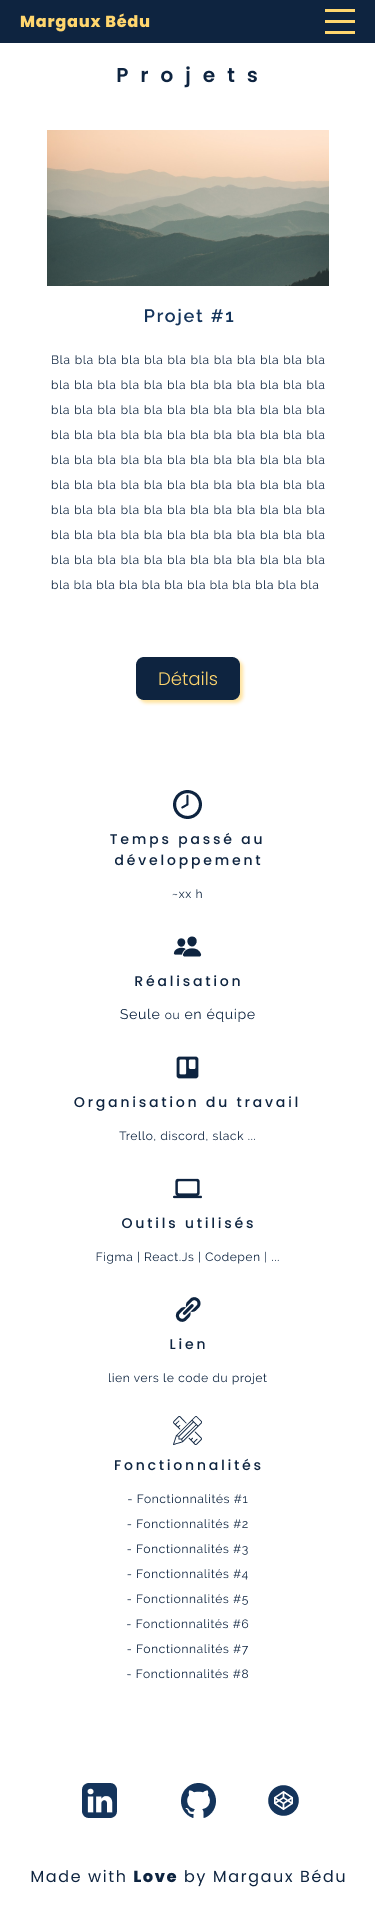 Margaux Bédu
Projets
Projet #1
Bla bla bla bla bla bla bla bla bla bla bla bla
bla bla bla bla bla bla bla bla bla bla bla bla
bla bla bla bla bla bla bla bla bla bla bla bla
bla bla bla bla bla bla bla bla bla bla bla bla
bla bla bla bla bla bla bla bla bla bla bla bla
bla bla bla bla bla bla bla bla bla bla bla bla
bla bla bla bla bla bla bla bla bla bla bla bla
bla bla bla bla bla bla bla bla bla bla bla bla
bla bla bla bla bla bla bla bla bla bla bla bla
bla bla bla bla bla bla bla bla bla bla bla bla
Détails
Temps passé au
développement
~xx h
Réalisation
Seule ou en équipe
Organisation du travail
Trello, discord, slack ...
Outils utilisés
Figma | React.Js | Codepen | ...
Lien
lien vers le code du projet
Fonctionnalités
- Fonctionnalités #1
- Fonctionnalités #2
- Fonctionnalités #3
- Fonctionnalités #4
- Fonctionnalités #5
- Fonctionnalités #6
- Fonctionnalités #7
- Fonctionnalités #8
in
Made with Love by Margaux Bédu